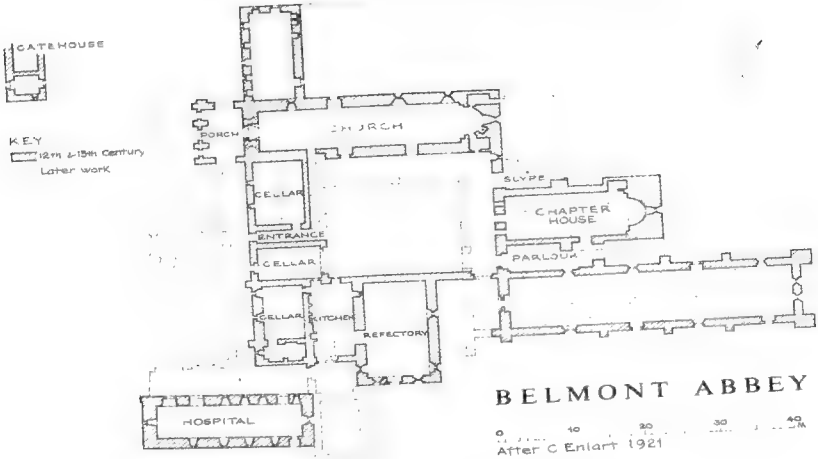 GATEHOUSE
KEY
12th & 13th Century
Later work
PORCH
CHURCH
CELLAR
ENTRANCE
CELLAR
CELLAR
KITCHEN
REFECTORY
SLYPE
CHAPTER
HOUSE
PARLOUR
HOSPITAL
BELMONT ABBEY
0 10 20 30 40
M
After C Enlart 1921